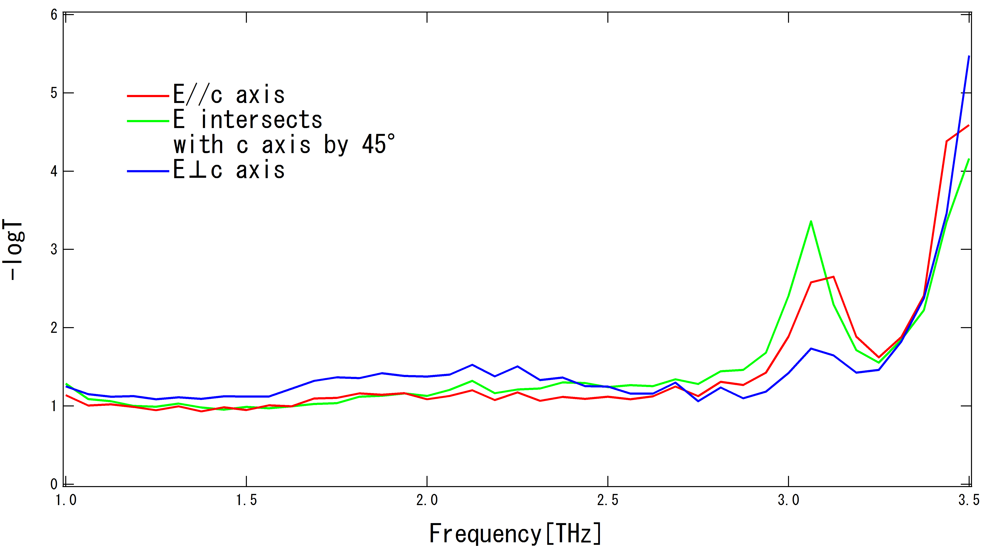 6
5
4
3
2
1
0
-logT
E//c axis
E intersects
with c axis by 45°
E⊥c axis
1.0 1.5 2.0 2.5 3.0 3.5
Frequency[THz]